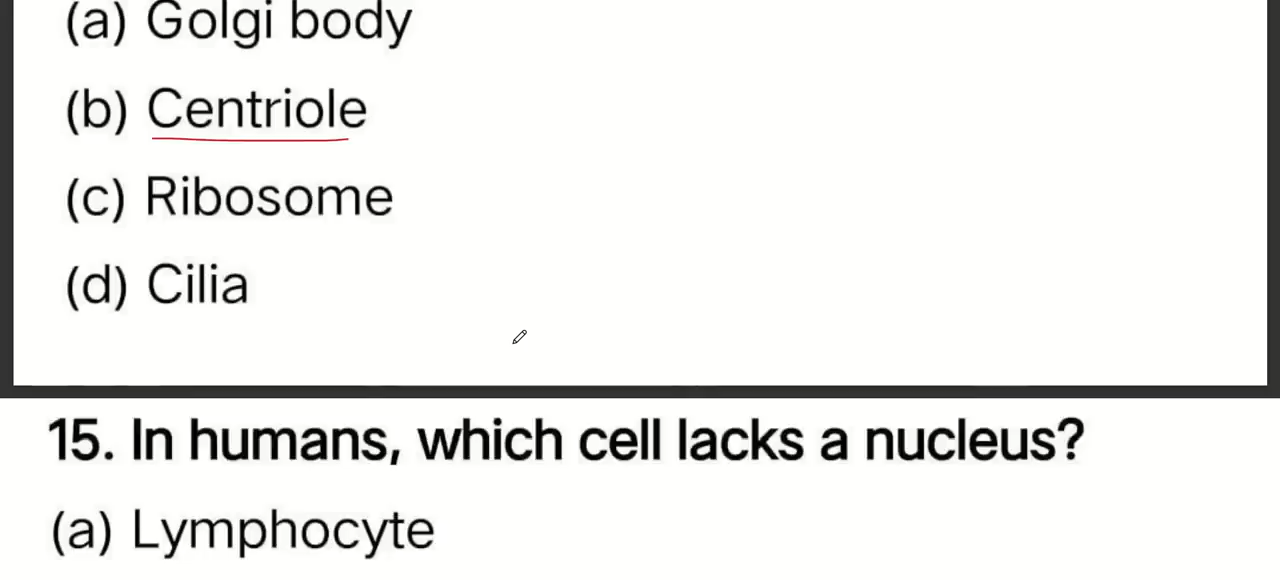 (a) Golgi body
(b) Centriole
(c) Ribosome
(d) Cilia
15. In humans, which cell lacks a nucleus?
(a) Lymphocyte